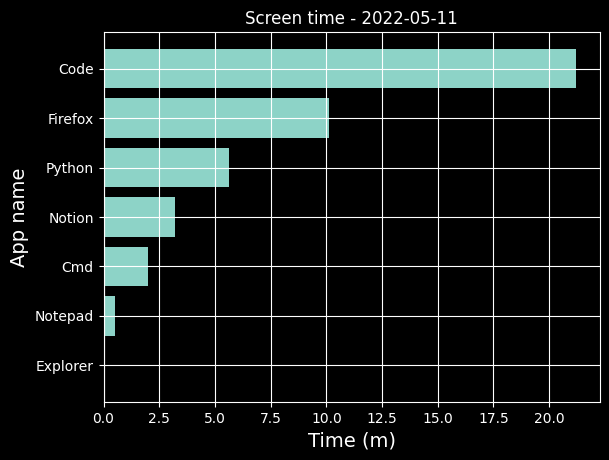 Screen time - 2022-05-11
App name
Code
Firefox
Python
Notion
Cmd
Notepad
Explorer
0.0 2.5 5.0 7.5 10.0 12.5 15.0 17.5 20.0
Time (m)